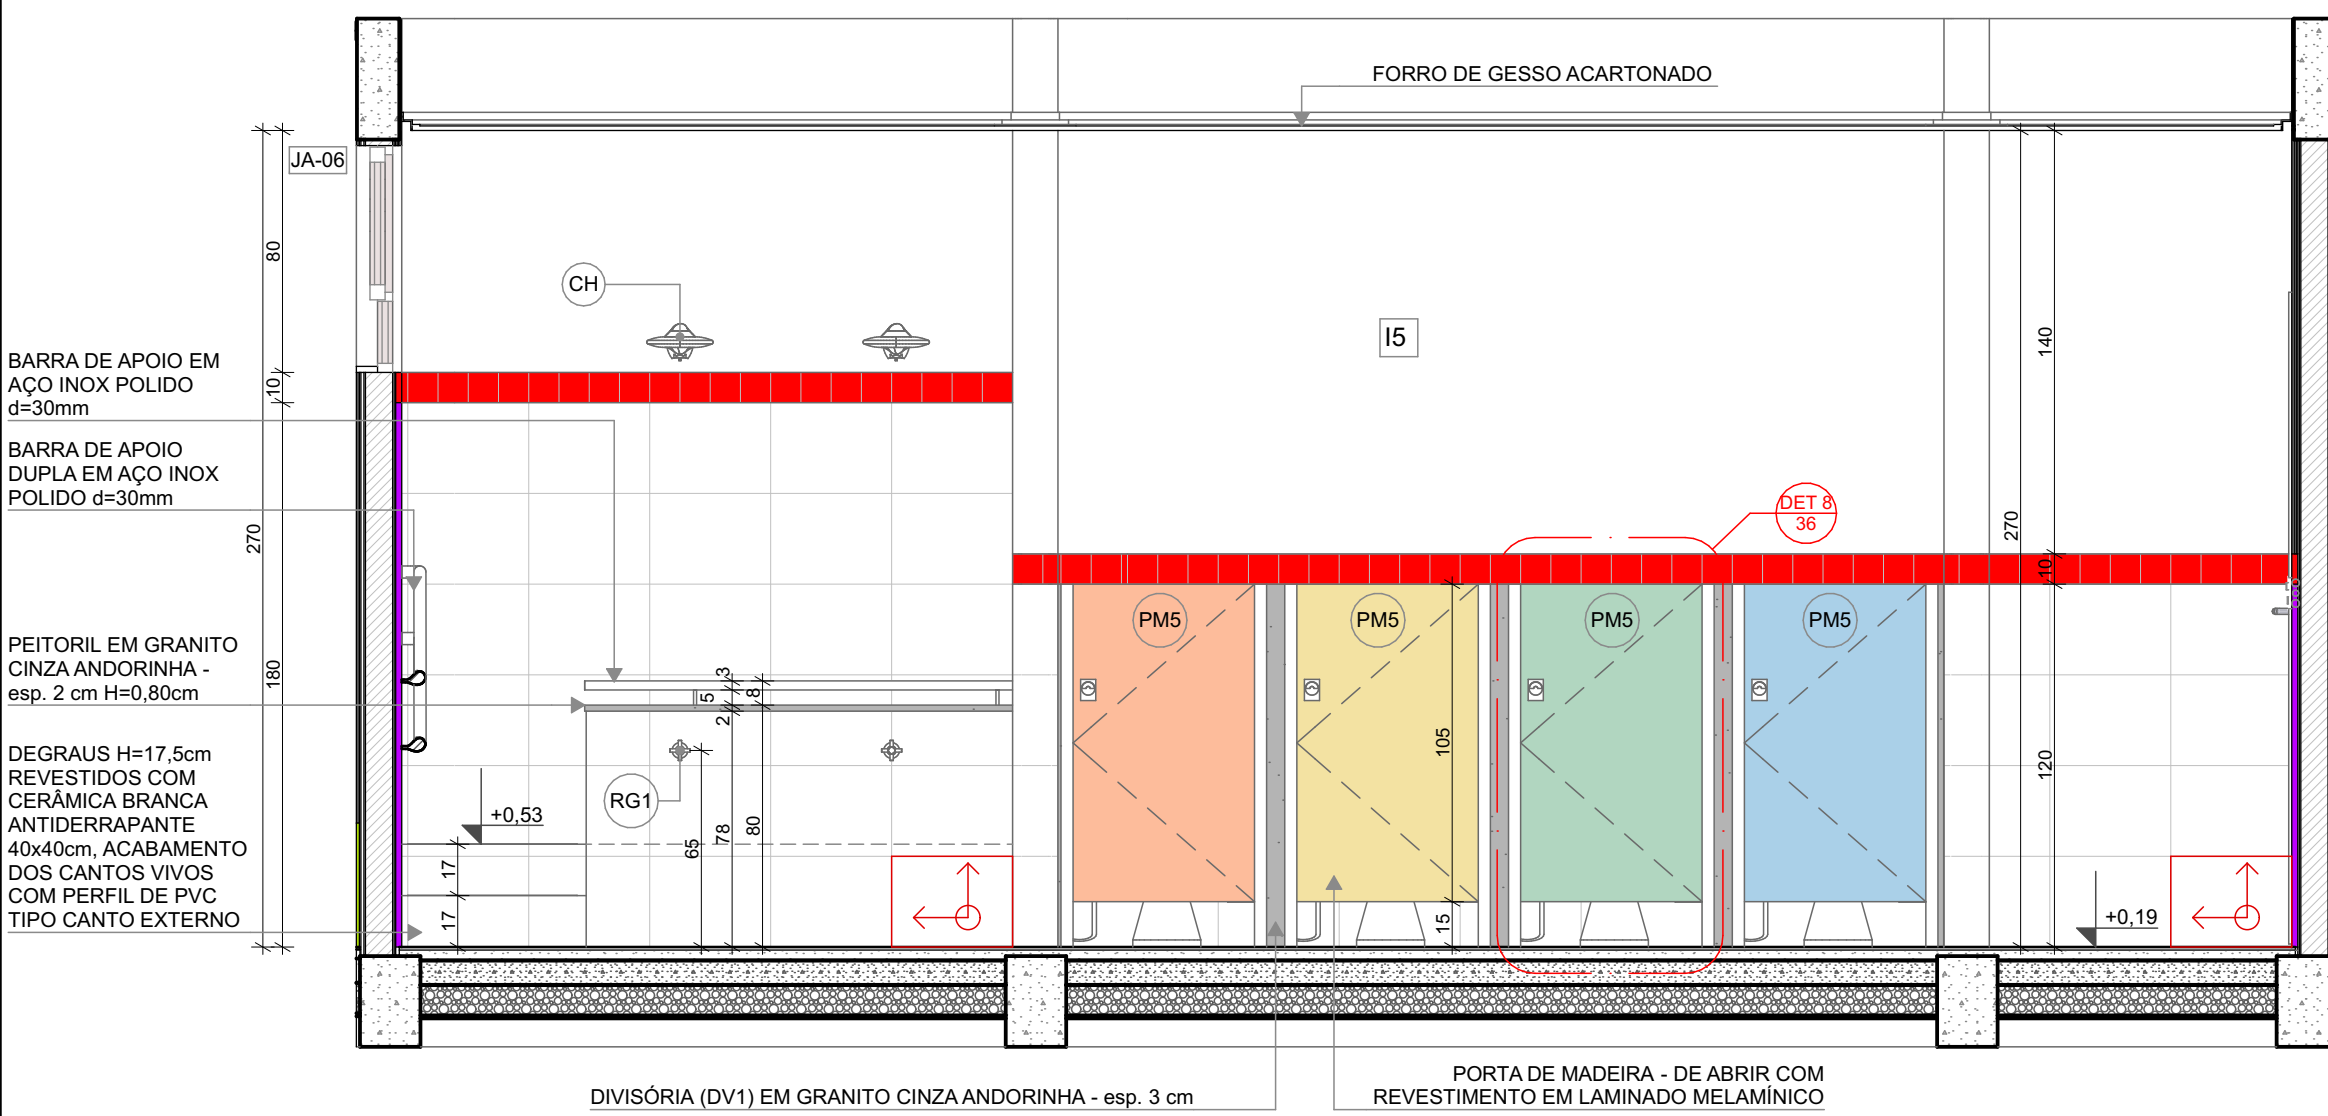 FORRO DE GESSO ACARTONADO
JA-06
80
CH
I5
140
BARRA DE APOIO EM
AÇO INOX POLIDO
d=30mm
10
BARRA DE APOIO
DUPLA EM AÇO INOX
POLIDO d=30mm
270
180
DET 8
36
270
10
PM5
PM5
PM5
PM5
PEITORIL EM GRANITO
CINZA ANDORINHA -
esp. 2 cm H=0,80cm
3
8
5
2
105
120
DEGRAUS H=17,5cm
REVESTIDOS COM
CERÂMICA BRANCA
ANTIDERRAPANTE
40x40cm, ACABAMENTO
DOS CANTOS VIVOS
COM PERFIL DE PVC
TIPO CANTO EXTERNO
RG1
+0,53
65
78
80
17
17
15
+0,19
DIVISÓRIA (DV1) EM GRANITO CINZA ANDORINHA - esp. 3 cm
PORTA DE MADEIRA - DE ABRIR COM
REVESTIMENTO EM LAMINADO MELAMÍNICO